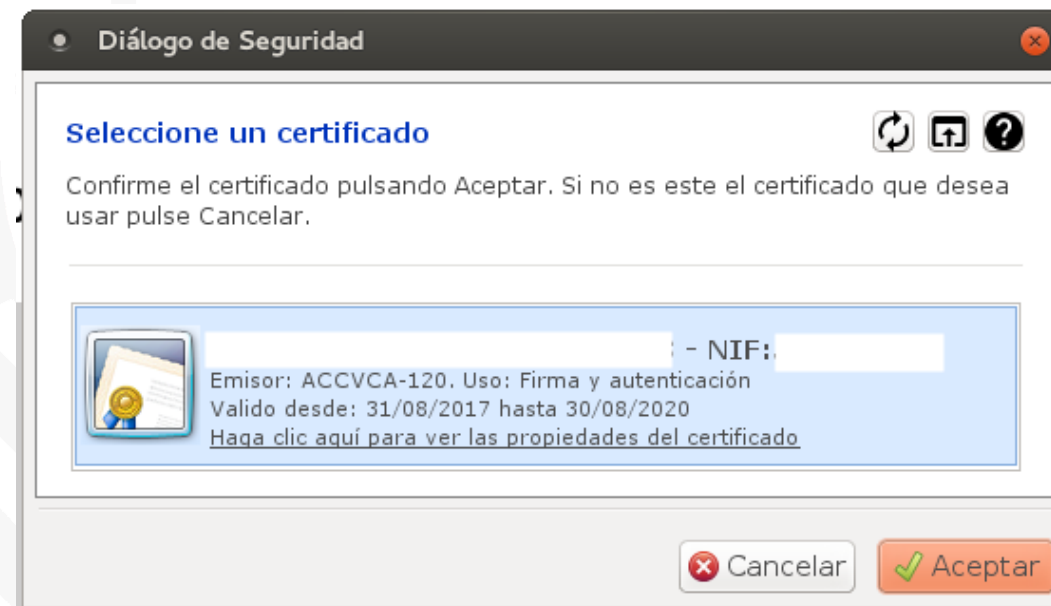 Diálogo de Seguridad
Seleccione un certificado
Confirme el certificado pulsando Aceptar. Si no es este el certificado que desea
usar pulse Cancelar.
- NIF:
Emisor: ACCVCA-120. Uso: Firma y autenticación
Valido desde: 31/08/2017 hasta 30/08/2020
Haga clic aquí para ver las propiedades del certificado
Cancelar
Aceptar